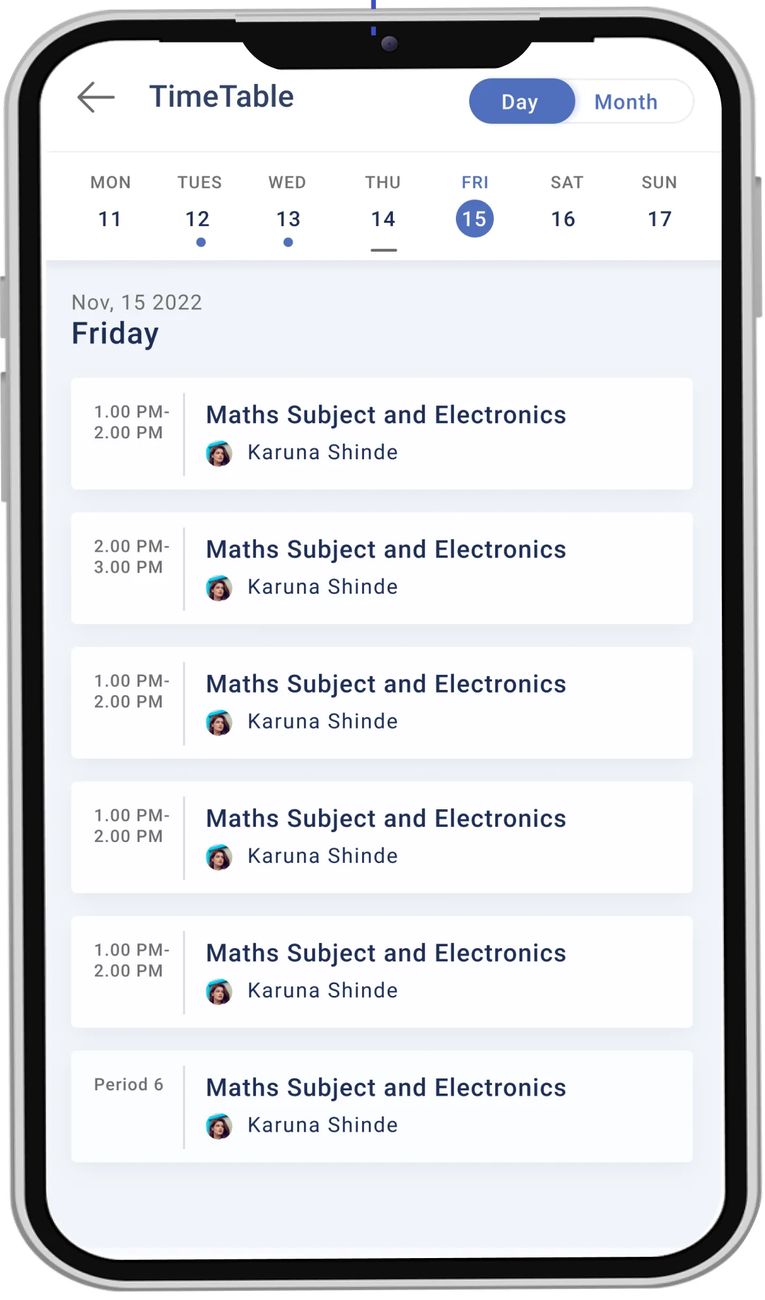 TimeTable
Day Month
MON TUES WED THU FRI SAT SUN
11 12 13 14 15 16 17
Nov, 15 2022
Friday
1.00 PM- Maths Subject and Electronics
2.00 PM Karuna Shinde
2.00 PM- Maths Subject and Electronics
3.00 PM Karuna Shinde
1.00 PM- Maths Subject and Electronics
2.00 PM Karuna Shinde
1.00 PM- Maths Subject and Electronics
2.00 PM Karuna Shinde
1.00 PM- Maths Subject and Electronics
2.00 PM Karuna Shinde
Period 6 Maths Subject and Electronics
Karuna Shinde